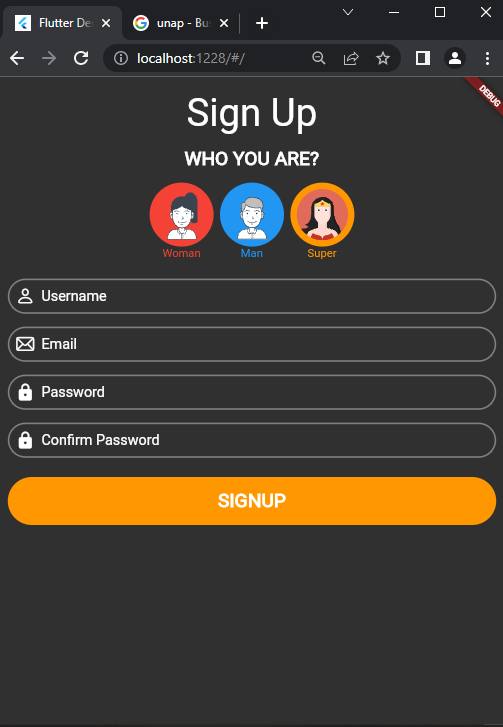 Flutter De
unap - Bu
localhost:1228/#/
DEBUG
Sign Up
WHO YOU ARE?
Woman
Man
Super
Username
Email
Password
Confirm Password
SIGNUP